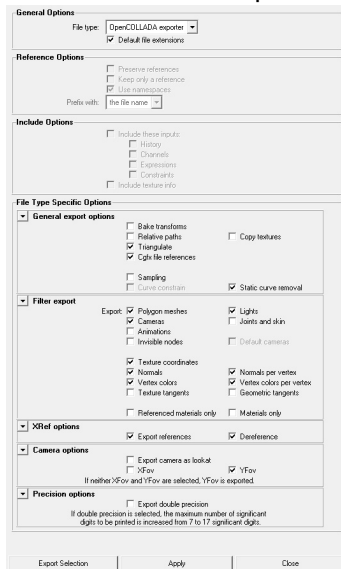 General Options
File type: OpenCOLLADA exporter
Default file extensions
Reference Options
Preserve references
Keep only a reference
Use namespaces
Prefix with: the file name
Include Options
Include these inputs:
History
Channels
Expressions
Constraints
Include texture info
File Type Specific Options
General export options
Bake transforms
Relative paths Copy textures
Triangulate
Cgfx file references
Sampling
Curve constrain Static curve removal
Filter export
Export: Polygon meshes Lights
Cameras Joints and skin
Animations
Invisible nodes Default cameras
Texture coordinates
Normals Normals per vertex
Vertex colors Vertex colors per vertex
Texture tangents Geometric tangents
Referenced materials only Materials only
XRef options
Export references Dereference
Camera options
Export camera as lookat
XFov YFov
If neither XFov and YFov are selected, YFov is exported.
Precision options
Export double precision
If double precision is selected, the maximum number of significant
digits to be printed is increased from 7 to 17 significant digits.
Export Selection Apply Close